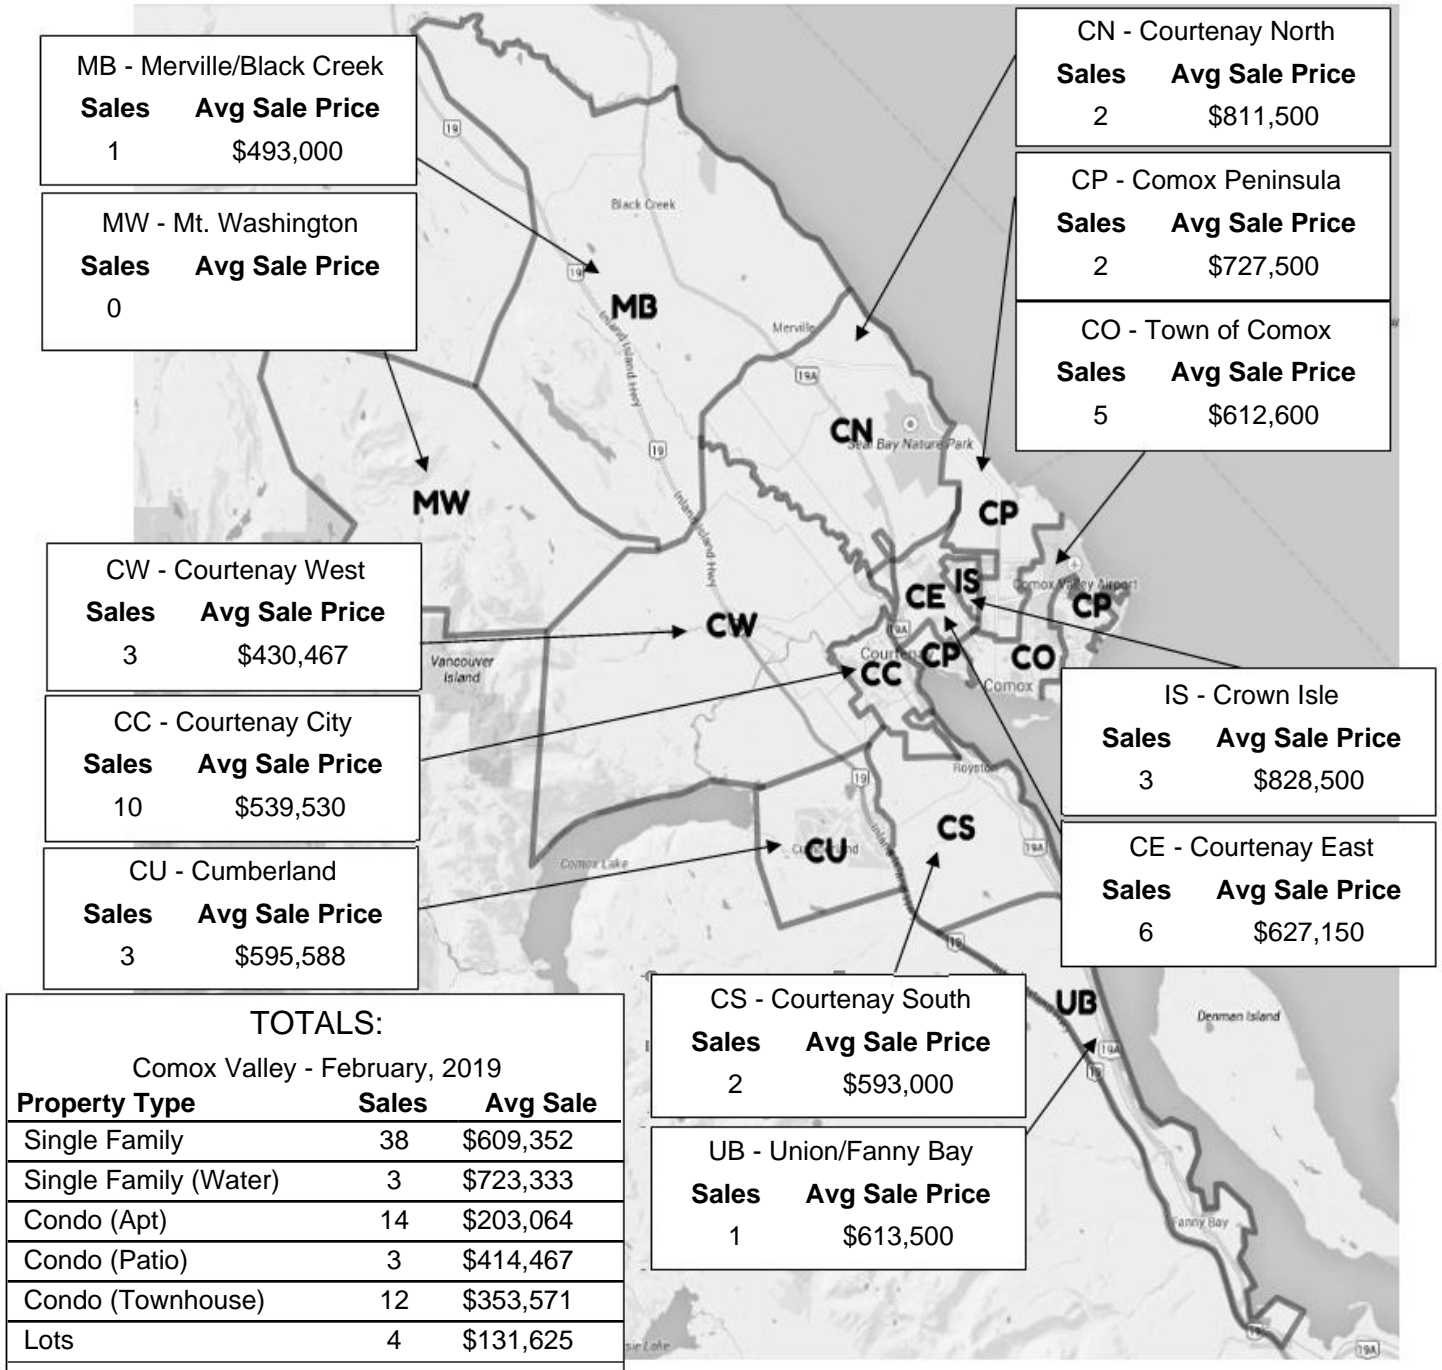 MB - Merville/Black Creek
Sales Avg Sale Price
1 $493,000
MW - Mt. Washington
Sales Avg Sale Price
0
CW - Courtenay West
Sales Avg Sale Price
3 $430,467
CC - Courtenay City
Sales Avg Sale Price
10 $539,530
CU - Cumberland
Sales Avg Sale Price
3 $595,588
CN - Courtenay North
Sales Avg Sale Price
2 $811,500
CP - Comox Peninsula
Sales Avg Sale Price
2 $727,500
CO - Town of Comox
Sales Avg Sale Price
5 $612,600
IS - Crown Isle
Sales Avg Sale Price
3 $828,500
CE - Courtenay East
Sales Avg Sale Price
6 $627,150
CS - Courtenay South
Sales Avg Sale Price
2 $593,000
UB - Union/Fanny Bay
Sales Avg Sale Price
1 $613,500
TOTALS:
Comox Valley - February, 2019
Property Type Sales Avg Sale
Single Family 38 $609,352
Single Family (Water) 3 $723,333
Condo (Apt) 14 $203,064
Condo (Patio) 3 $414,467
Condo (Townhouse) 12 $353,571
Lots 4 $131,625
19
Black Creek
19
MB
Inland Island Hwy
Merville
19A
CN
Seal Bay Nature Park
19
MW
Inland Island Hwy
CP
IS
Comox Valley Airport
CE
CP
CW
19A
Courtenay
CP
CO
CC
Comox
Vancouver
Island
Royston
19
CS
19A
CU
Cumberland
Comox Lake
19
UB
Denman Island
19A
19
Fanny Bay
19
19A